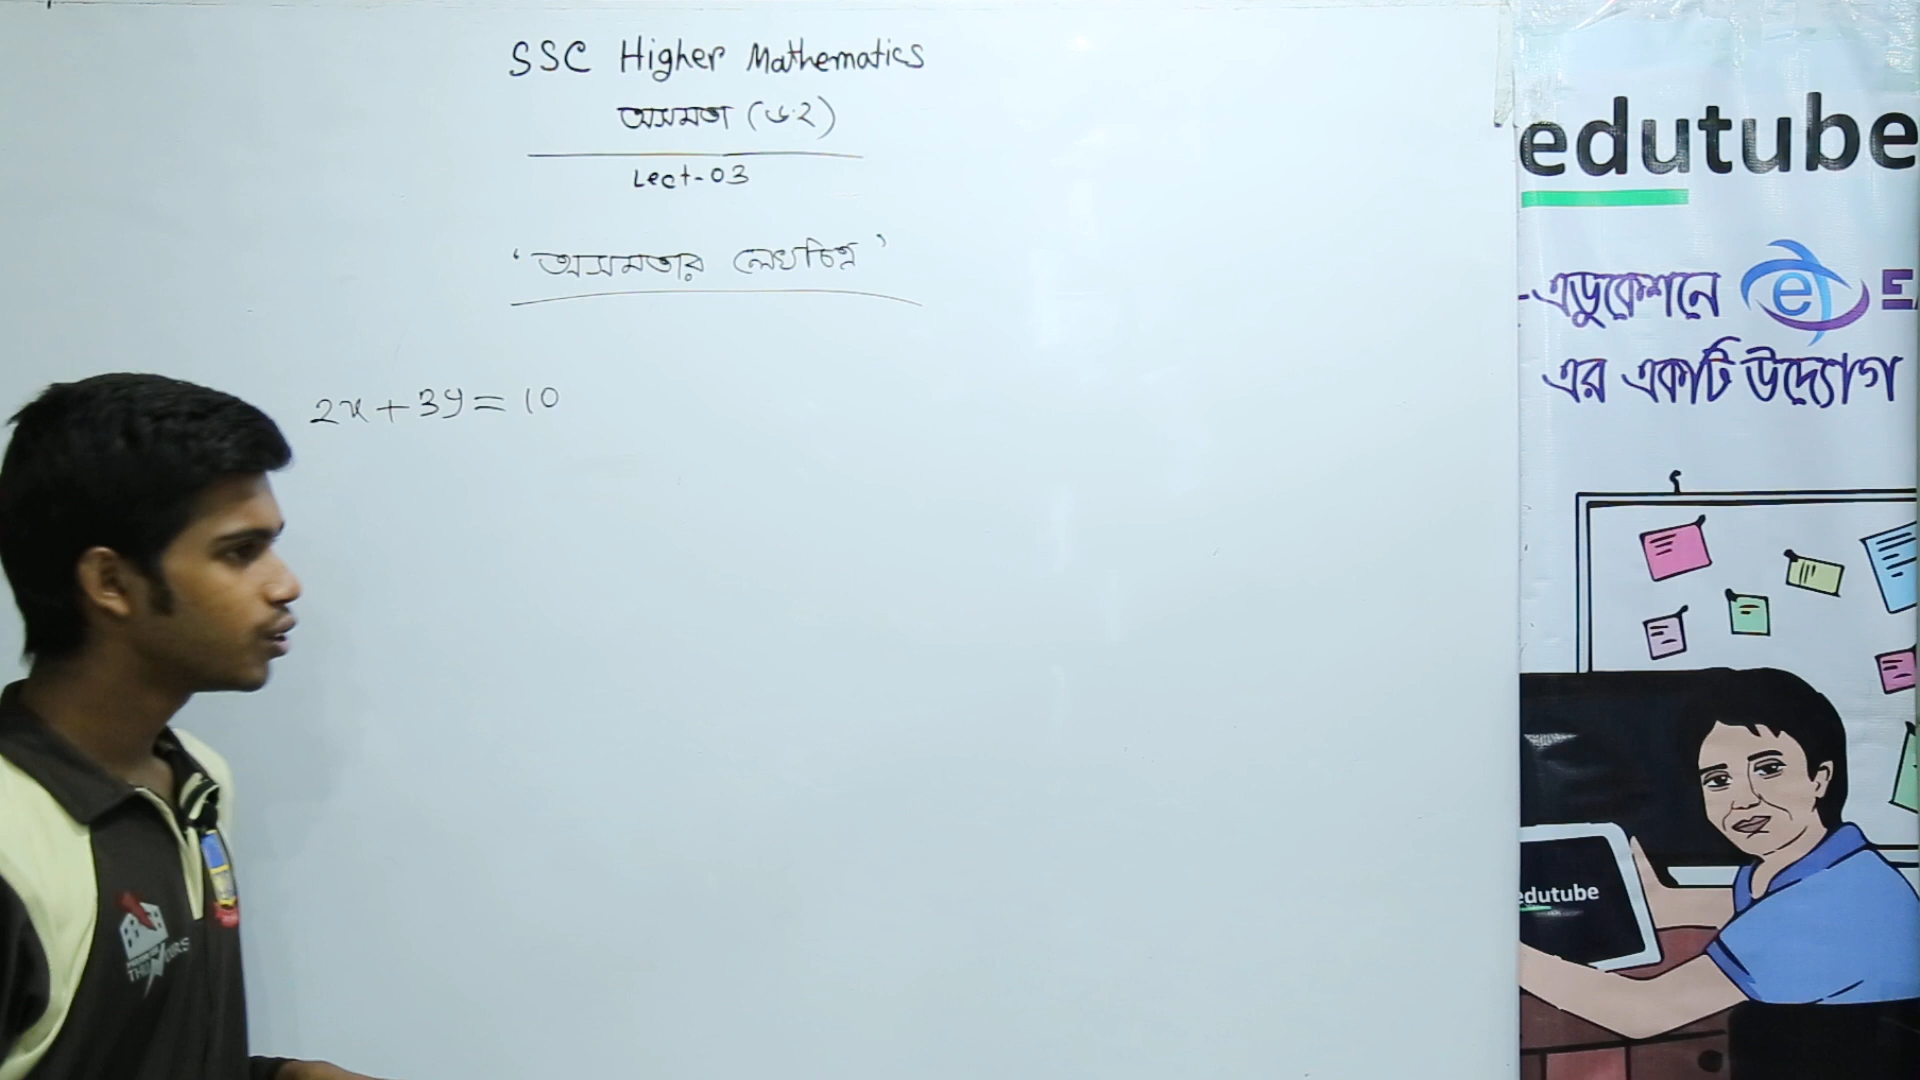 SSC Higher Mathematics
অসমতা (৬.২)
Lect-03
‘অসমতার লেখচিত্র’
2x+3y=10
edutube
-এডুকেশনে e
এর একটি উদ্যোগ
edutube